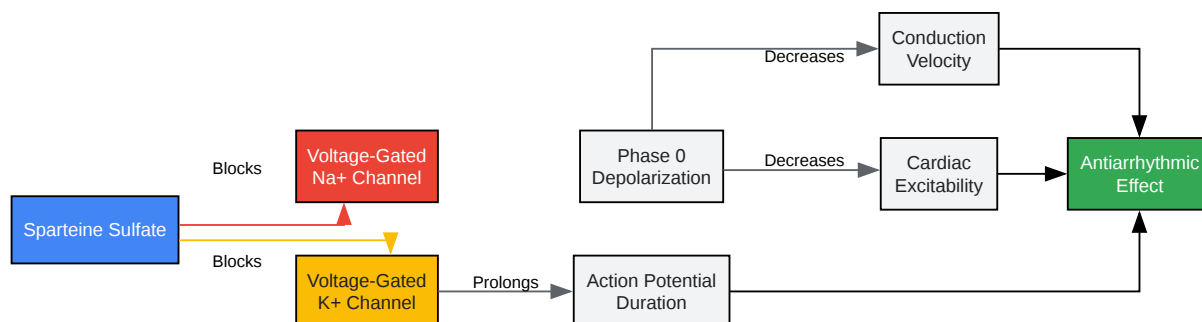 Conduction
Velocity
Decreases
Blocks
Voltage-Gated
Na+ Channel
Phase 0
Depolarization
Decreases
Cardiac
Excitability
Antiarrhythmic
Effect
Sparteine Sulfate
Blocks
Voltage-Gated
K+ Channel
Prolongs
Action Potential
Duration